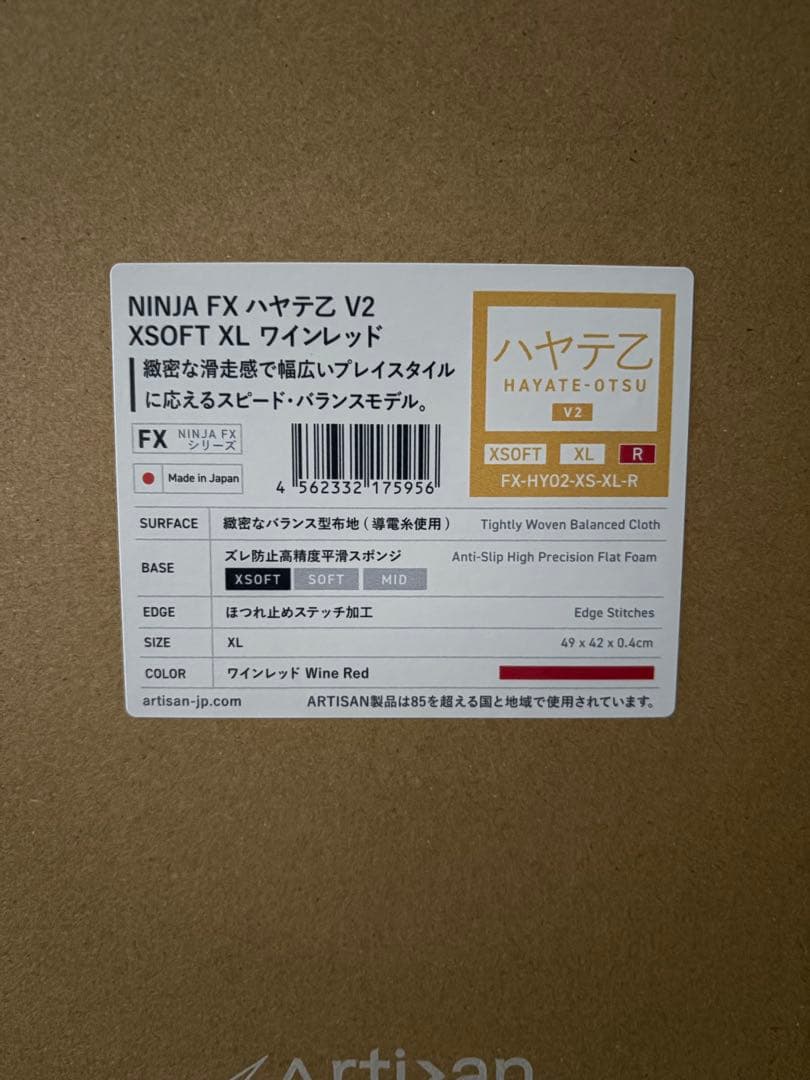 NINJA FX ハヤテ乙 V2
XSOFT XL ワインレッド
緻密な滑走感で幅広いプレイスタイル
に応えるスピード・バランスモデル。
FX NINJA FX
シリーズ
Made in Japan
4 562332 175956
ハヤテ乙
HAYATE-OTSU
V2
XSOFT XL R
FX-HY02-XS-XL-R
SURFACE 緻密なバランス型布地 ( 導電糸使用 ) Tightly Woven Balanced Cloth
BASE ズレ防止高精度平滑スポンジ Anti-Slip High Precision Flat Foam
XSOFT SOFT MID
EDGE ほつれ止めステッチ加工 Edge Stitches
SIZE XL 49 x 42 x 0.4cm
COLOR ワインレッド Wine Red
artisan-jp.com ARTISAN製品は85を超える国と地域で使用されています。
Artisan